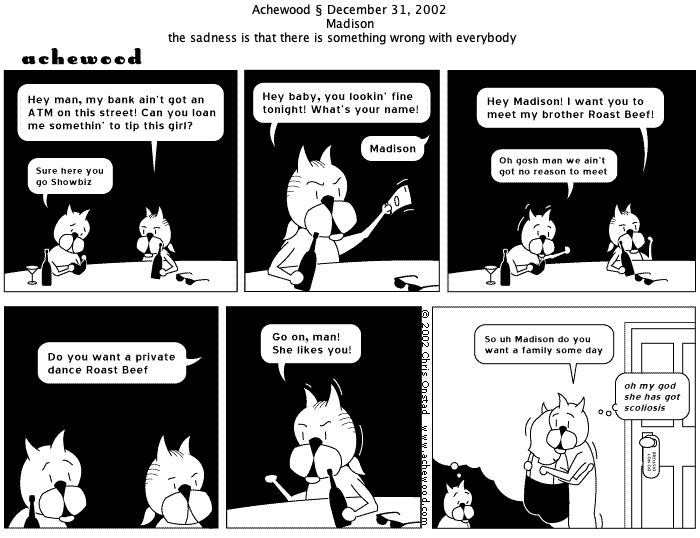 Achewood § December 31, 2002
Madison
the sadness is that there is something wrong with everybody
achewood
Hey man, my bank ain't got an
ATM on this street! Can you loan
me somethin' to tip this girl?
Sure here you
go Showbiz
Hey baby, you lookin' fine
tonight! What's your name!
Madison
Hey Madison! I want you to
meet my brother Roast Beef!
Oh gosh man we ain't
got no reason to meet
Do you want a private
dance Roast Beef
Go on, man!
She likes you!
© 2002 Chris Onstad www.achewood.com
So uh Madison do you
want a family some day
oh my god
she has got
scoliosis